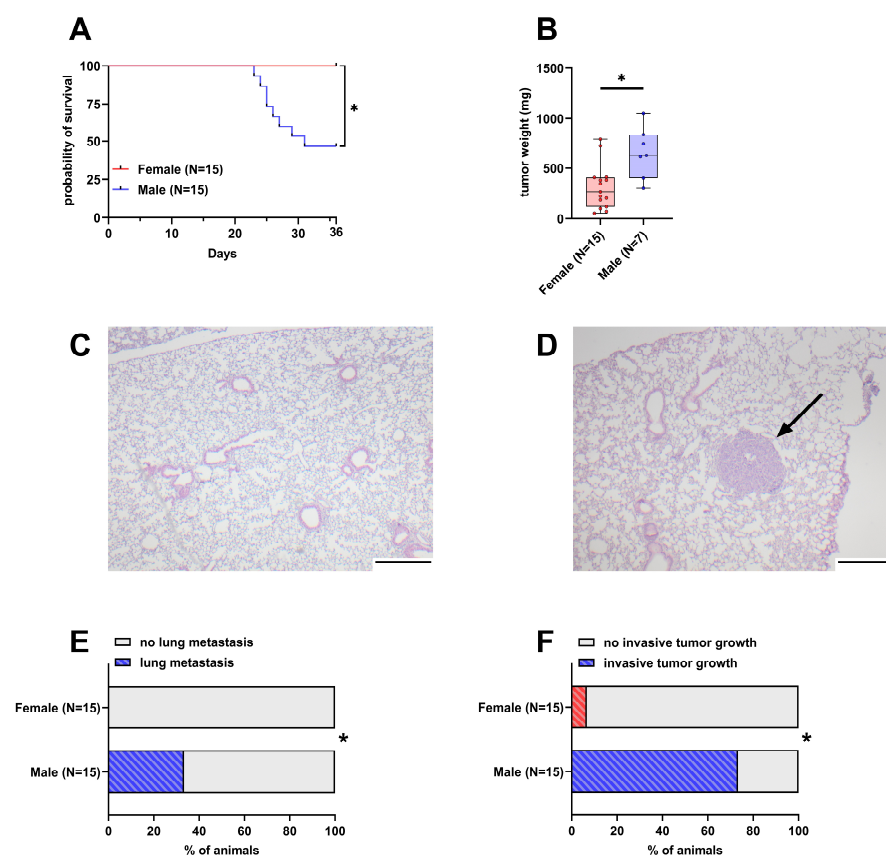 A
100
75
50
25
0
probability of survival
*
Female (N=15)
Male (N=15)
0
10
20
30
36
Days
B
1500
1000
500
0
tumor weight (mg)
*
Female (N=15)
Male (N=7)
C
D
E
no lung metastasis
lung metastasis
Female (N=15)
*
Male (N=15)
0
20
40
60
80
100
% of animals
F
no invasive tumor growth
invasive tumor growth
Female (N=15)
*
Male (N=15)
0
20
40
60
80
100
% of animals